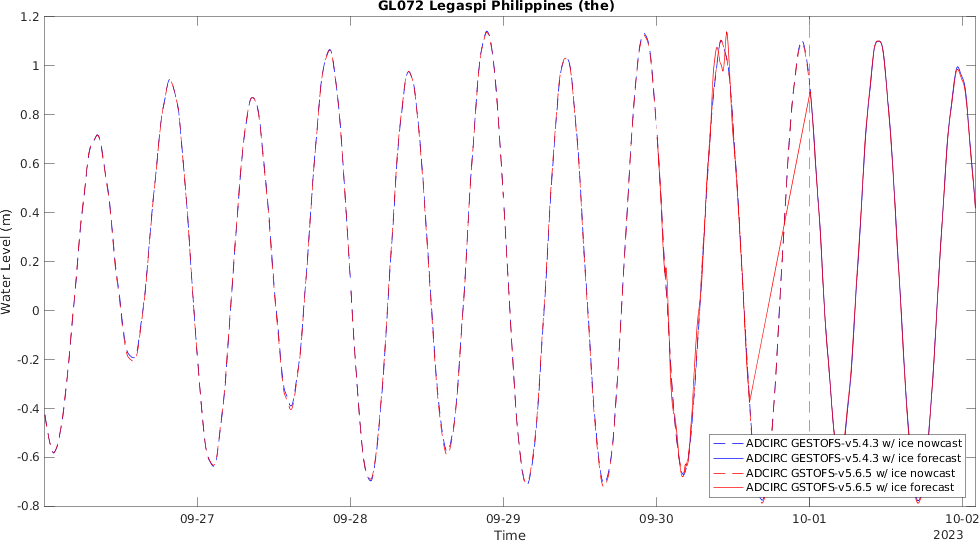 GL072 Legaspi Philippines (the)
1.2
1
0.8
0.6
0.4
0.2
0
-0.2
-0.4
-0.6
-0.8
Water Level (m)
ADCIRC GESTOFS-v5.4.3 w/ ice nowcast
ADCIRC GESTOFS-v5.4.3 w/ ice forecast
ADCIRC GSTOFS-v5.6.5 w/ ice nowcast
ADCIRC GSTOFS-v5.6.5 w/ ice forecast
09-27 09-28 09-29 09-30 10-01 10-02
Time 2023